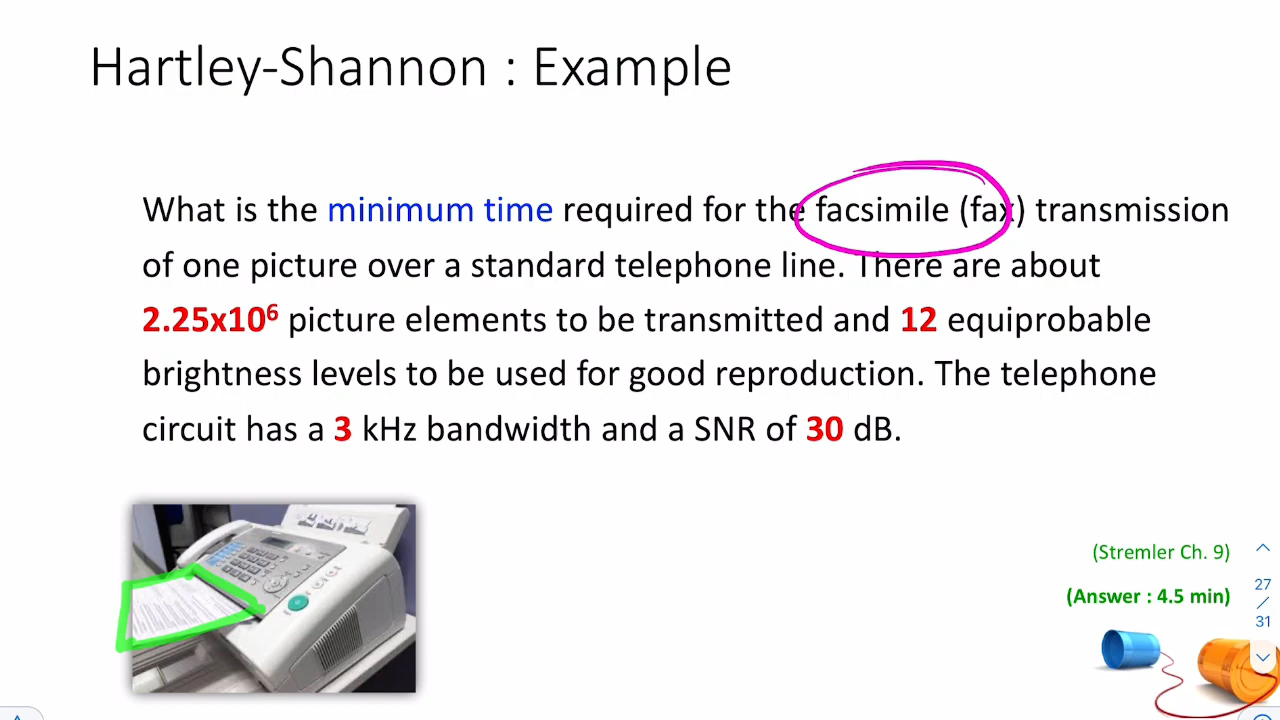 Hartley-Shannon : Example
What is the minimum time required for the facsimile (fax) transmission
of one picture over a standard telephone line. There are about
2.25x10⁶ picture elements to be transmitted and 12 equiprobable
brightness levels to be used for good reproduction. The telephone
circuit has a 3 kHz bandwidth and a SNR of 30 dB.
(Stremler Ch. 9)
(Answer : 4.5 min)
27
/
31